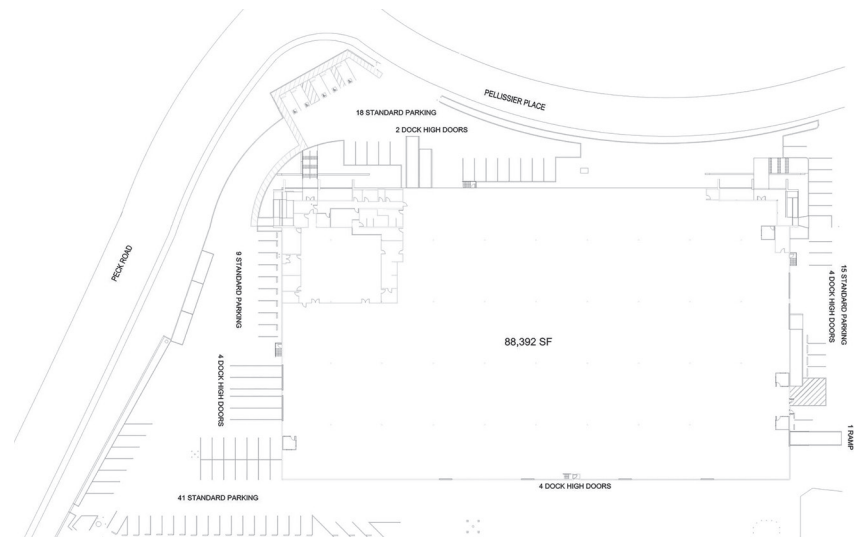 PELLISSIER PLACE
18 STANDARD PARKING
2 DOCK HIGH DOORS
PECK ROAD
9 STANDARD PARKING
15 STANDARD PARKING
4 DOCK HIGH DOORS
88,392 SF
4 DOCK HIGH DOORS
1 RAMP
4 DOCK HIGH DOORS
41 STANDARD PARKING